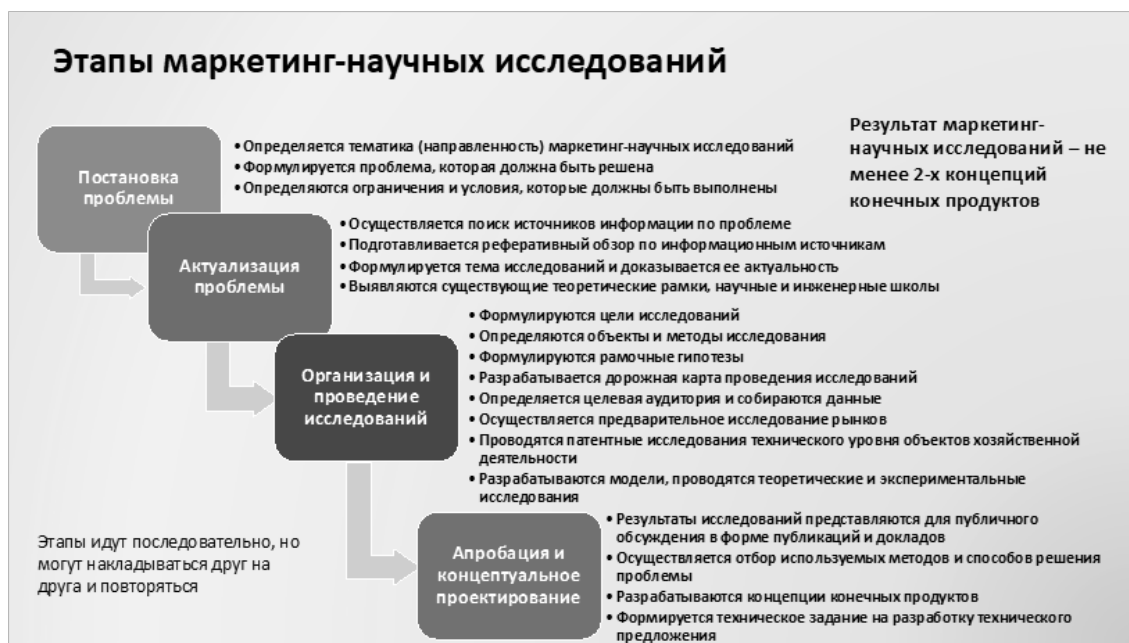 Этапы маркетинг-научных исследований
Результат маркетинг-
научных исследований – не
менее 2-х концепций
конечных продуктов
Постановка
проблемы
• Определяется тематика (направленность) маркетинг-научных исследований
• Формулируется проблема, которая должна быть решена
• Определяются ограничения и условия, которые должны быть выполнены
Актуализация
проблемы
• Осуществляется поиск источников информации по проблеме
• Подготавливается реферативный обзор по информационным источникам
• Формулируется тема исследований и доказывается ее актуальность
• Выявляются существующие теоретические рамки, научные и инженерные школы
Организация и
проведение
исследований
• Формулируются цели исследований
• Определяются объекты и методы исследования
• Формулируются рамочные гипотезы
• Разрабатывается дорожная карта проведения исследований
• Определяется целевая аудитория и собираются данные
• Осуществляется предварительное исследование рынков
• Проводятся патентные исследования технического уровня объектов хозяйственной
деятельности
• Разрабатываются модели, проводятся теоретические и экспериментальные
исследования
Апробация и
концептуальное
проектирование
• Результаты исследований представляются для публичного
обсуждения в форме публикаций и докладов
• Осуществляется отбор используемых методов и способов решения
проблемы
• Разрабатываются концепции конечных продуктов
• Формируется техническое задание на разработку технического
предложения
Этапы идут последовательно, но
могут накладываться друг на
друга и повторяться